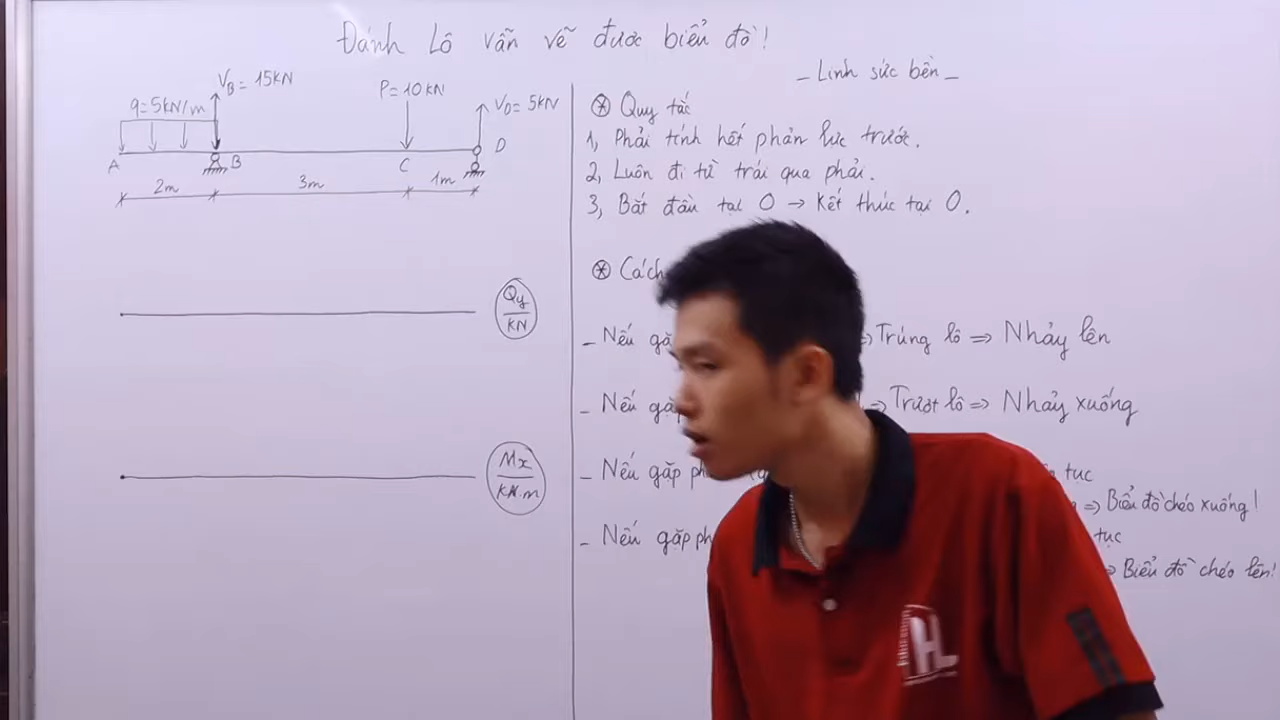 Đánh Lô vẫn vẽ được biểu đồ!
_ Linh sức bền _
q=5kN/m
V_B = 15KN
P=10KN
V_D = 5KN
A
B
C
D
2m
3m
1m
Qy
KN
Mx
KN.m
⊛ Quy tắc
1, Phải tính hết phản lực trước.
2, Luôn đi từ trái qua phải.
3, Bắt đầu tại 0 → Kết thúc tại 0.
⊛ Cách
_ Nếu gặ ⇒ Trúng lô ⇒ Nhảy lên
_ Nếu gặ ⇒ Trượt lô ⇒ Nhảy xuống
_ Nếu gặp ph tục
⇒ Biểu đồ chéo xuống!
_ Nếu gặp ph tục
Biểu đồ chéo lên!
HL